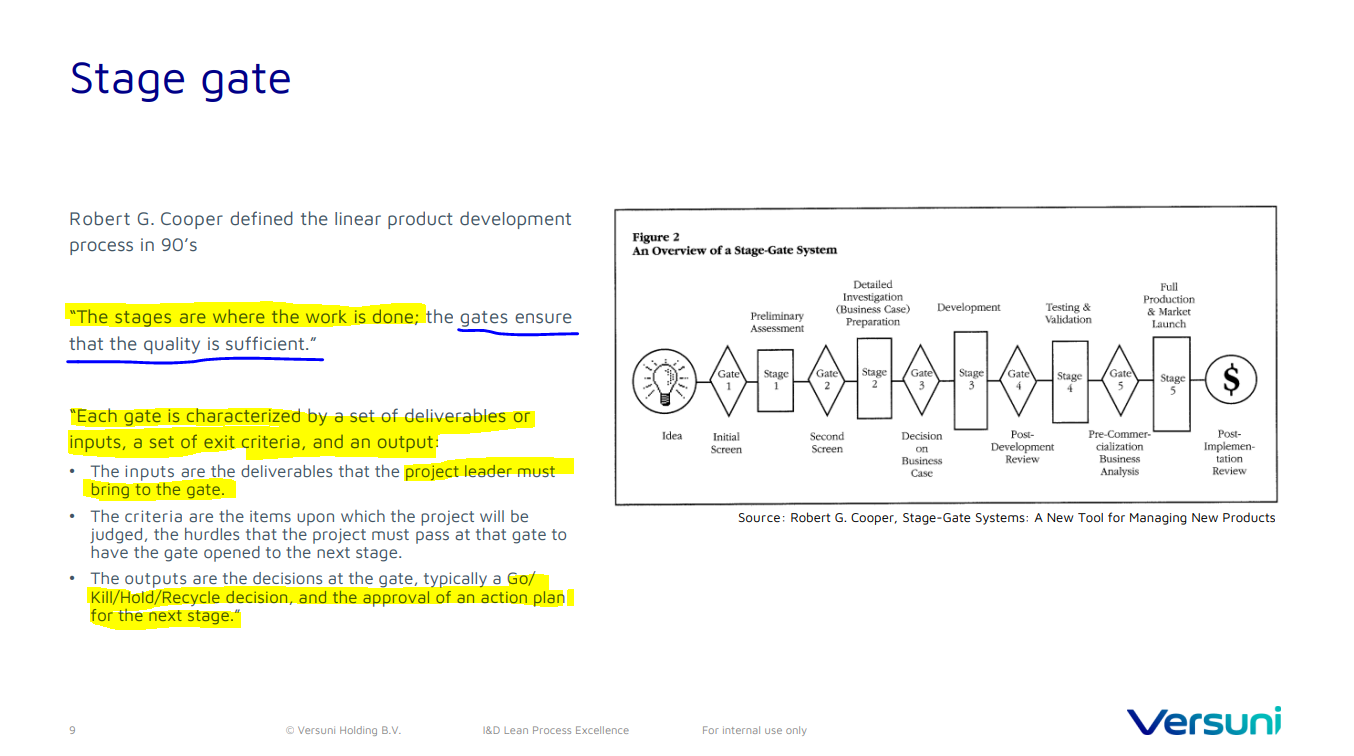 Stage gate
Robert G. Cooper defined the linear product development
process in 90's
"The stages are where the work is done; the gates ensure
that the quality is sufficient."
"Each gate is characterized by a set of deliverables or
inputs, a set of exit criteria, and an output:
• The inputs are the deliverables that the project leader must
bring to the gate.
• The criteria are the items upon which the project will be
judged, the hurdles that the project must pass at that gate to
have the gate opened to the next stage.
• The outputs are the decisions at the gate, typically a Go/
Kill/Hold/Recycle decision, and the approval of an action plan
for the next stage."
Figure 2
An Overview of a Stage-Gate System
Preliminary
Assessment
Detailed
Investigation
(Business Case)
Preparation
Development
Testing &
Validation
Full
Production
& Market
Launch
Gate
1
Stage
1
Gate
2
Stage
2
Gate
3
Stage
3
Gate
4
Stage
4
Gate
5
Stage
5
$
Idea
Initial
Screen
Second
Screen
Decision
on
Business
Case
Post-
Development
Review
Pre-Commer-
cialization
Business
Analysis
Post-
Implemen-
tation
Review
Source: Robert G. Cooper, Stage-Gate Systems: A New Tool for Managing New Products
9
© Versuni Holding B.V.
I&D Lean Process Excellence
For internal use only
Versuni